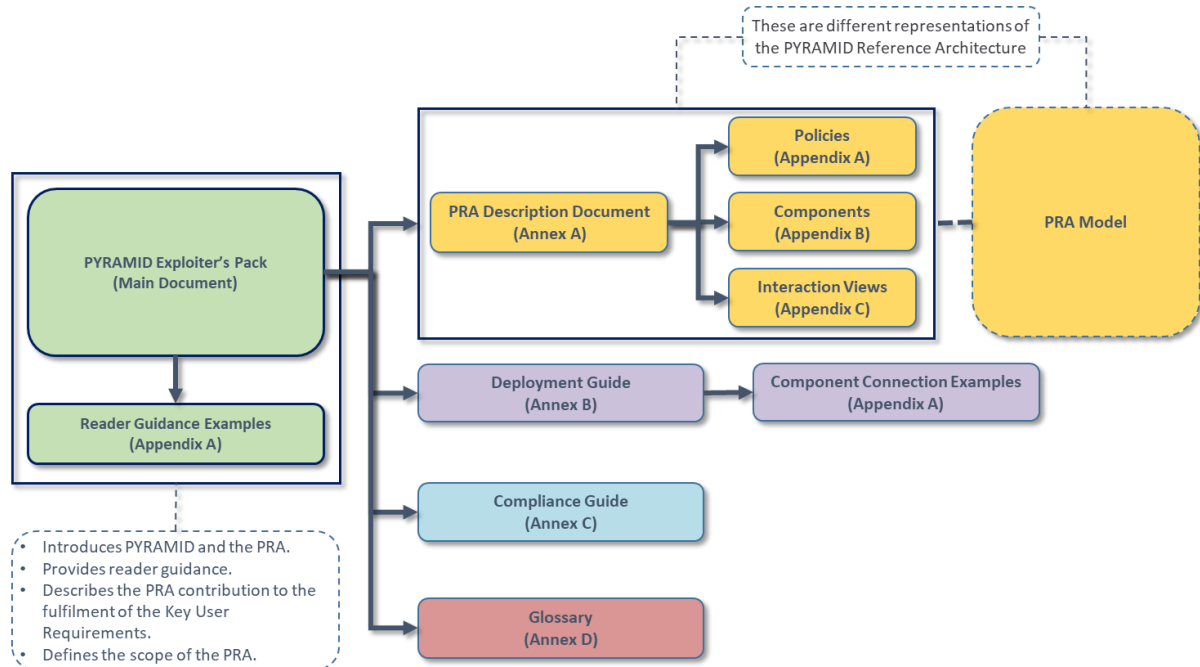 These are different representations of
the PYRAMID Reference Architecture
Policies
(Appendix A)
PRA Description Document
(Annex A)
Components
(Appendix B)
PRA Model
Interaction Views
(Appendix C)
PYRAMID Exploiter's Pack
(Main Document)
Reader Guidance Examples
(Appendix A)
Deployment Guide
(Annex B)
Component Connection Examples
(Appendix A)
Compliance Guide
(Annex C)
Glossary
(Annex D)
• Introduces PYRAMID and the PRA.
• Provides reader guidance.
• Describes the PRA contribution to the
fulfilment of the Key User
Requirements.
• Defines the scope of the PRA.